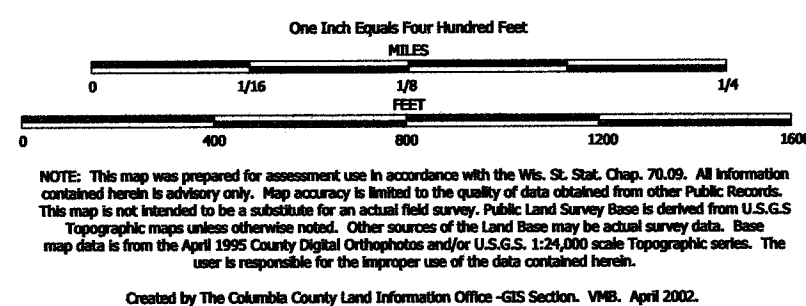 One Inch Equals Four Hundred Feet
MILES
0 1/16 1/8 1/4
FEET
0 400 800 1200 1600
NOTE: This map was prepared for assessment use in accordance with the Wis. St. Stat. Chap. 70.09. All information
contained herein is advisory only. Map accuracy is limited to the quality of data obtained from other Public Records.
This map is not intended to be a substitute for an actual field survey. Public Land Survey Base is derived from U.S.G.S
Topographic maps unless otherwise noted. Other sources of the Land Base may be actual survey data. Base
map data is from the April 1995 County Digital Orthophotos and/or U.S.G.S. 1:24,000 scale Topographic series. The
user is responsible for the improper use of the data contained herein.
Created by The Columbia County Land Information Office -GIS Section. VMB. April 2002.